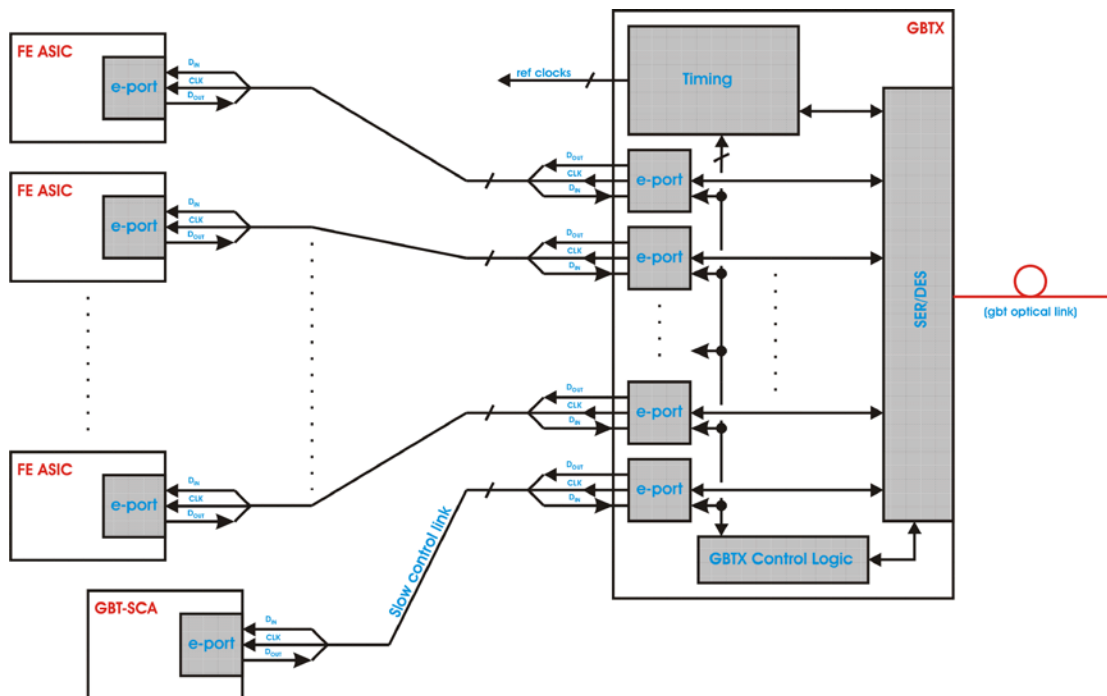 FE ASIC
e-port
DIN
CLK
DOUT
FE ASIC
e-port
DIN
CLK
DOUT
FE ASIC
e-port
DIN
CLK
DOUT
GBT-SCA
e-port
DIN
CLK
DOUT
Slow control link
GBTX
ref clocks
Timing
DOUT
CLK
DIN
e-port
DOUT
CLK
DIN
e-port
DOUT
CLK
DIN
e-port
DOUT
CLK
DIN
e-port
GBTX Control Logic
SER/DES
(gbt optical link)